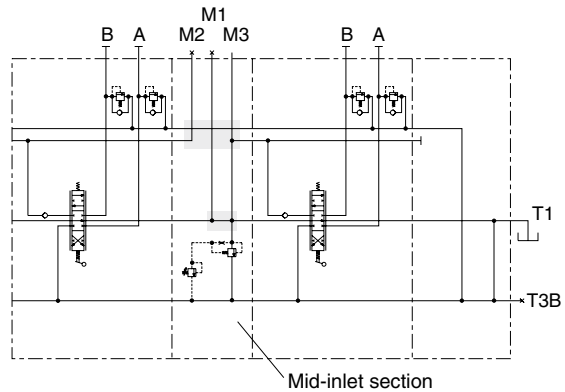 M1
B A M2 M3 B A
T1
T3B
Mid-inlet section